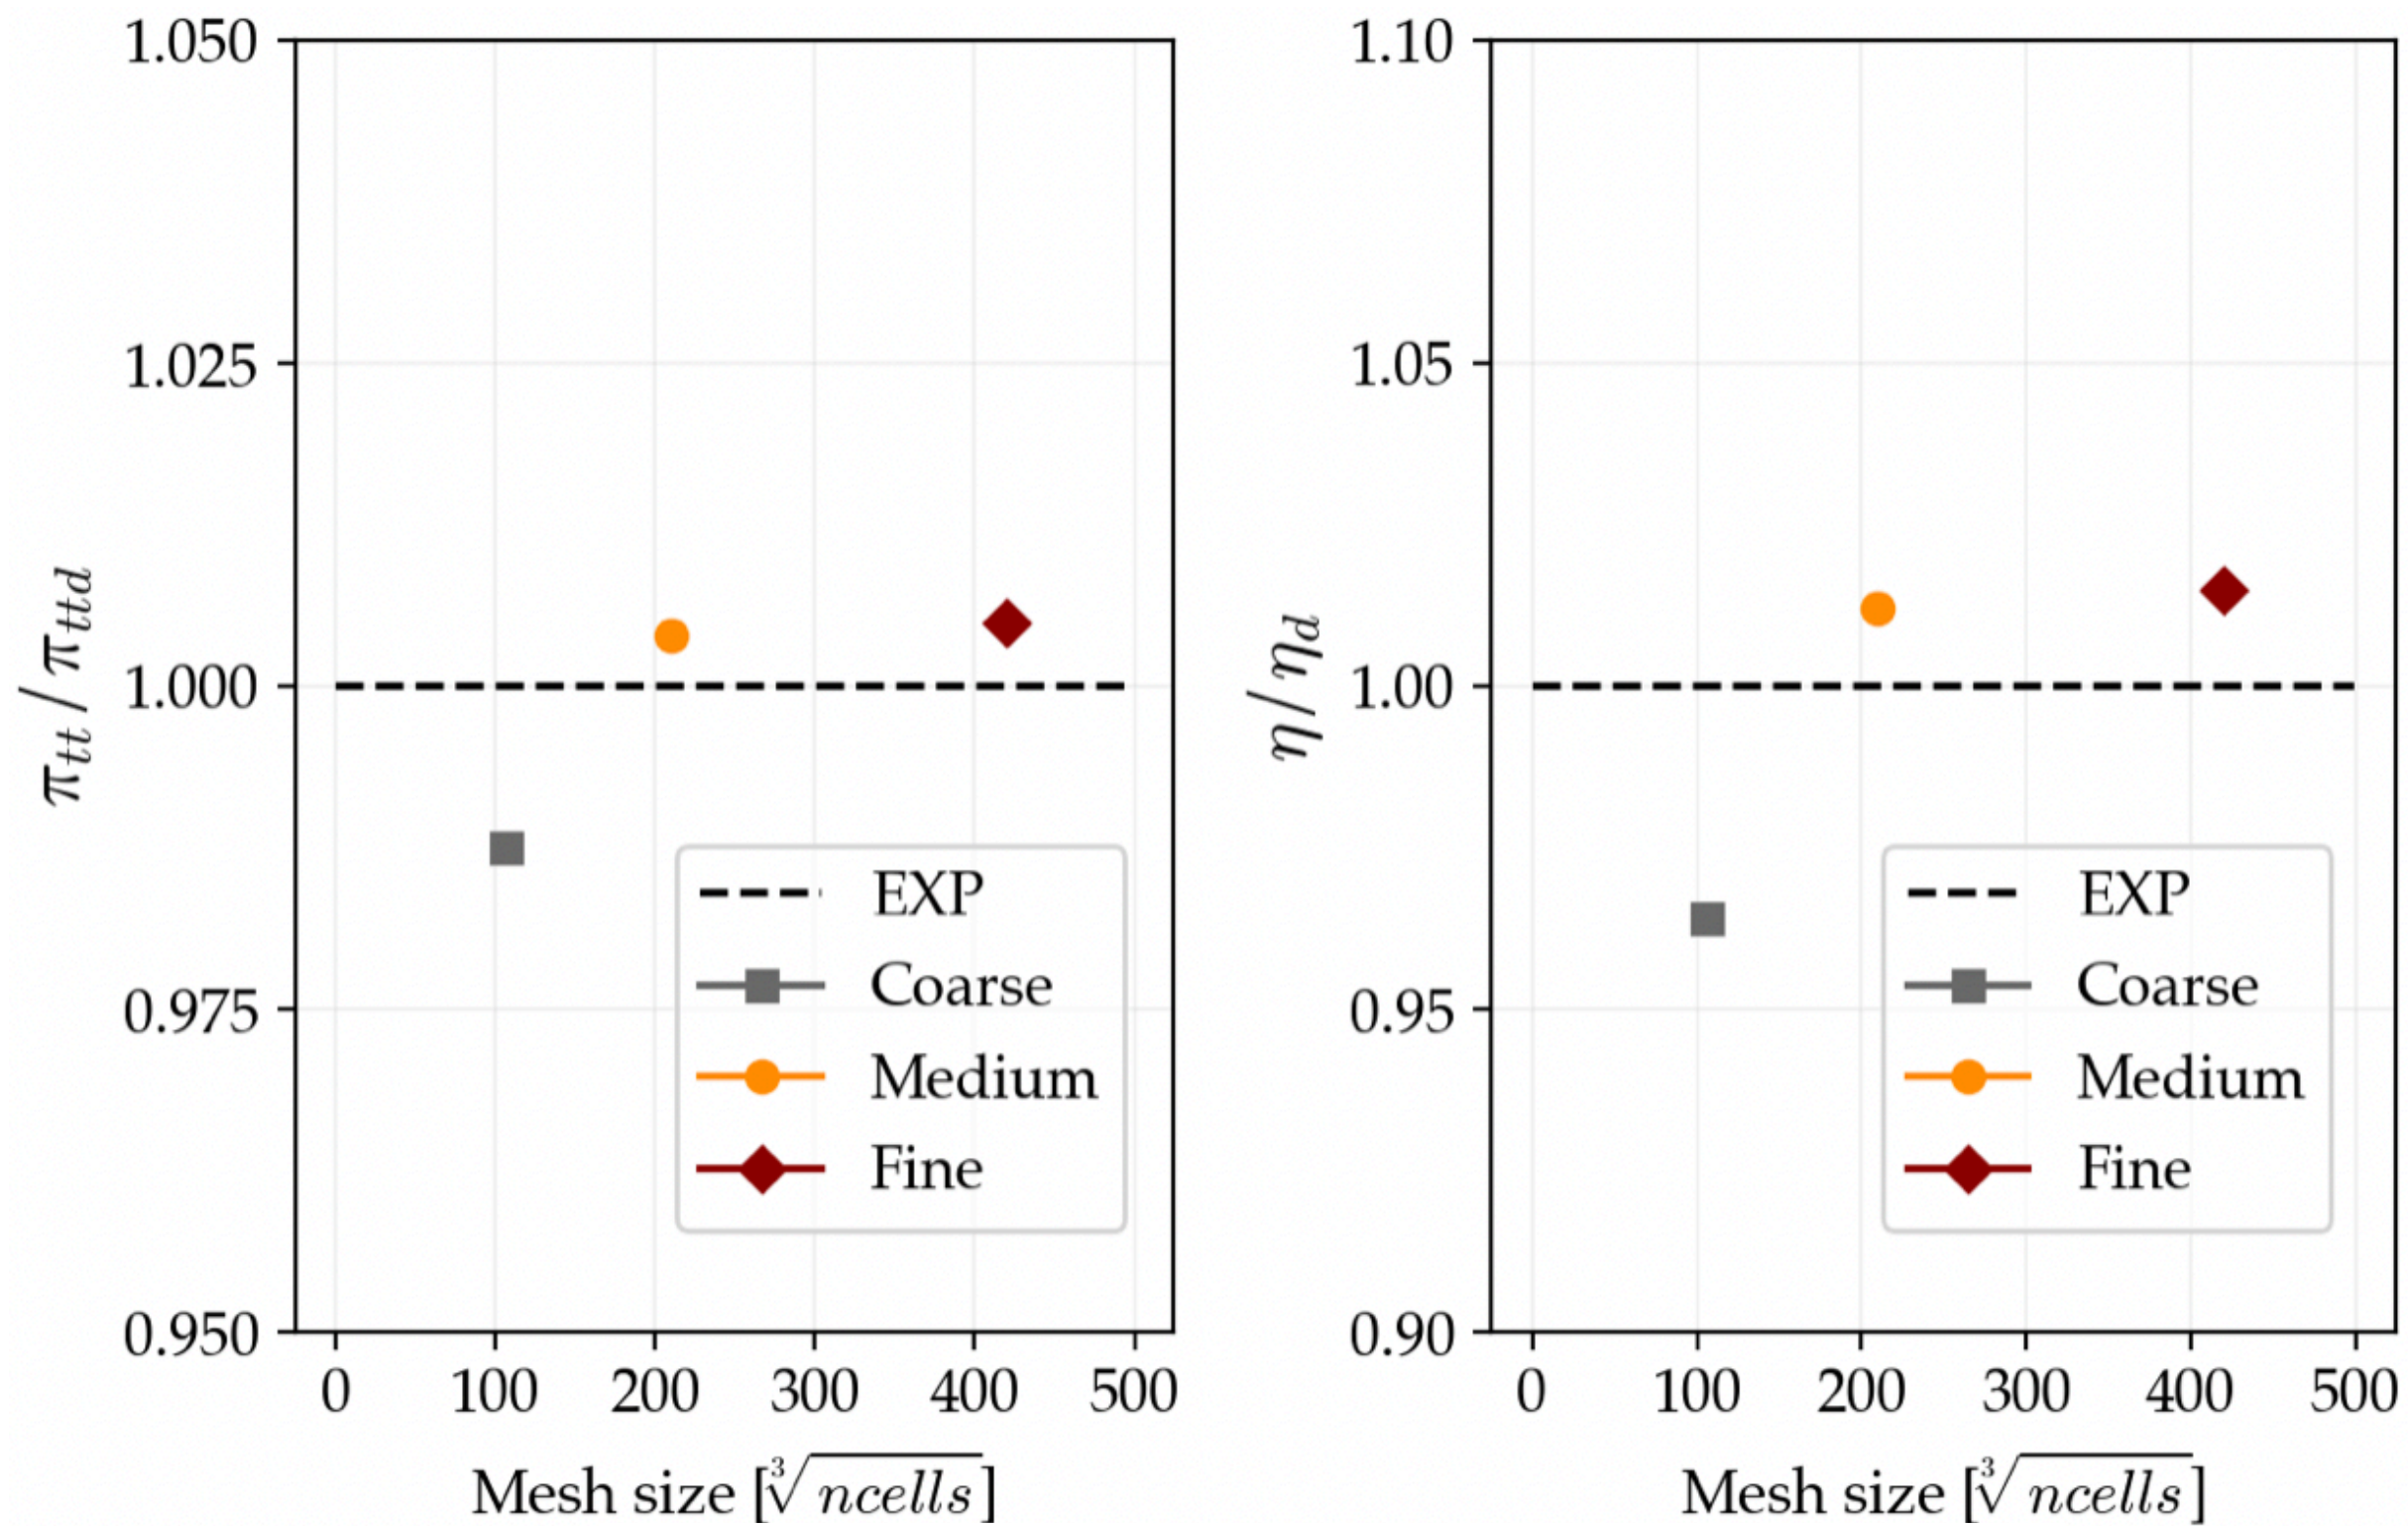 1.050
1.025
1.000
0.975
0.950
π_tt / π_ttd
0 100 200 300 400 500
Mesh size [∛ncells]
EXP
Coarse
Medium
Fine
1.10
1.05
1.00
0.95
0.90
η / η_d
0 100 200 300 400 500
Mesh size [∛ncells]
EXP
Coarse
Medium
Fine